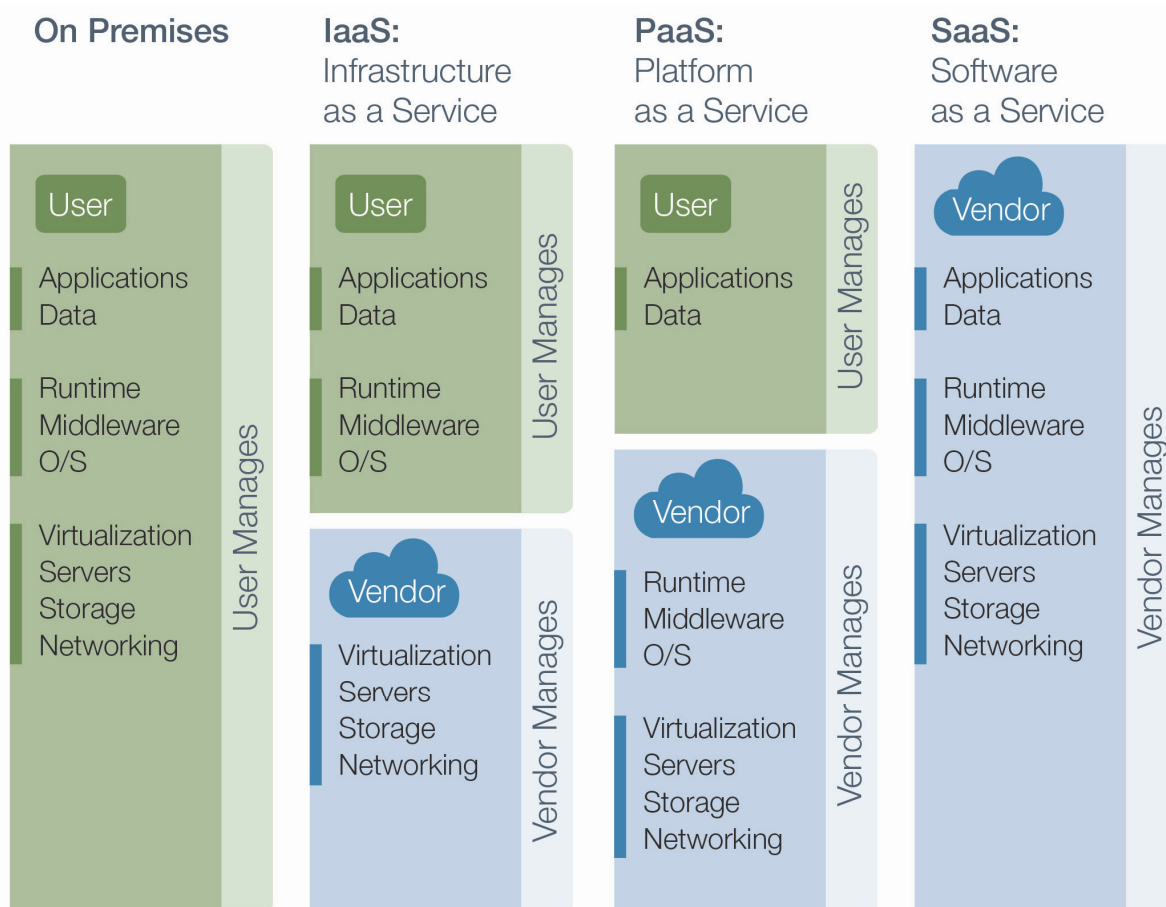 On Premises
User
Applications
Data
Runtime
Middleware
O/S
Virtualization
Servers
Storage
Networking
User Manages
IaaS:
Infrastructure
as a Service
User
Applications
Data
Runtime
Middleware
O/S
User Manages
Vendor
Virtualization
Servers
Storage
Networking
Vendor Manages
PaaS:
Platform
as a Service
User
Applications
Data
User Manages
Vendor
Runtime
Middleware
O/S
Virtualization
Servers
Storage
Networking
Vendor Manages
SaaS:
Software
as a Service
Vendor
Applications
Data
Runtime
Middleware
O/S
Virtualization
Servers
Storage
Networking
Vendor Manages